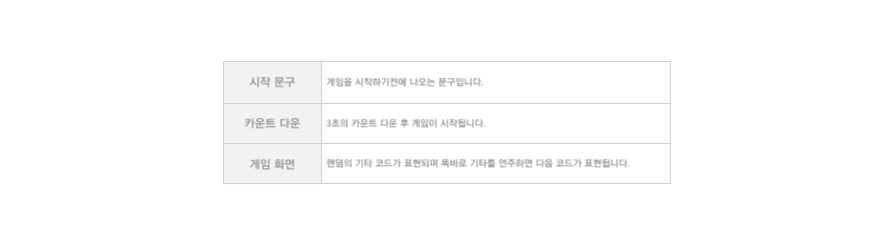 시작 문구 게임을 시작하기전에 나오는 문구입니다.
카운트 다운 3초의 카운트 다운 후 게임이 시작됩니다.
게임 화면 랜덤의 기타 코드가 표현되며 똑바로 기타를 연주하면 다음 코드가 표현됩니다.